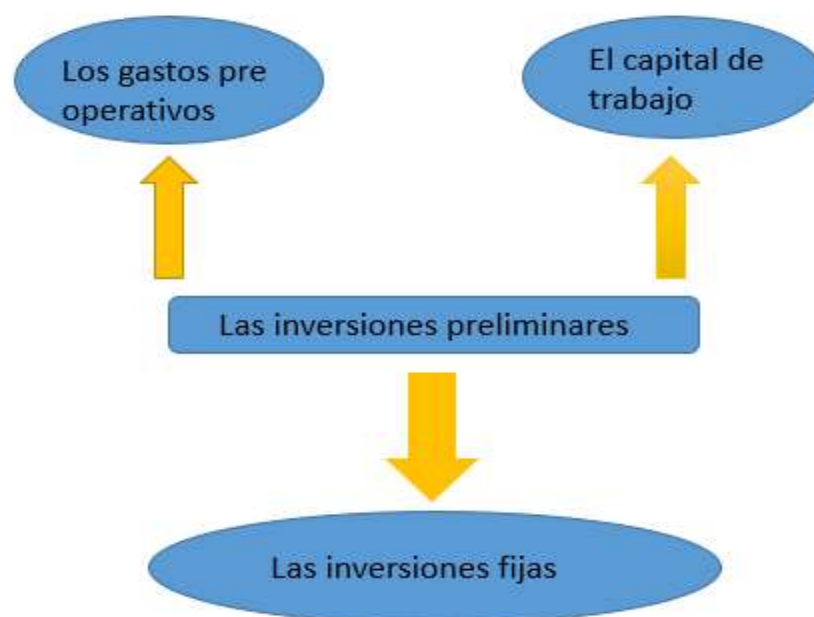 Los gastos pre
operativos
El capital de
trabajo
Las inversiones preliminares
Las inversiones fijas